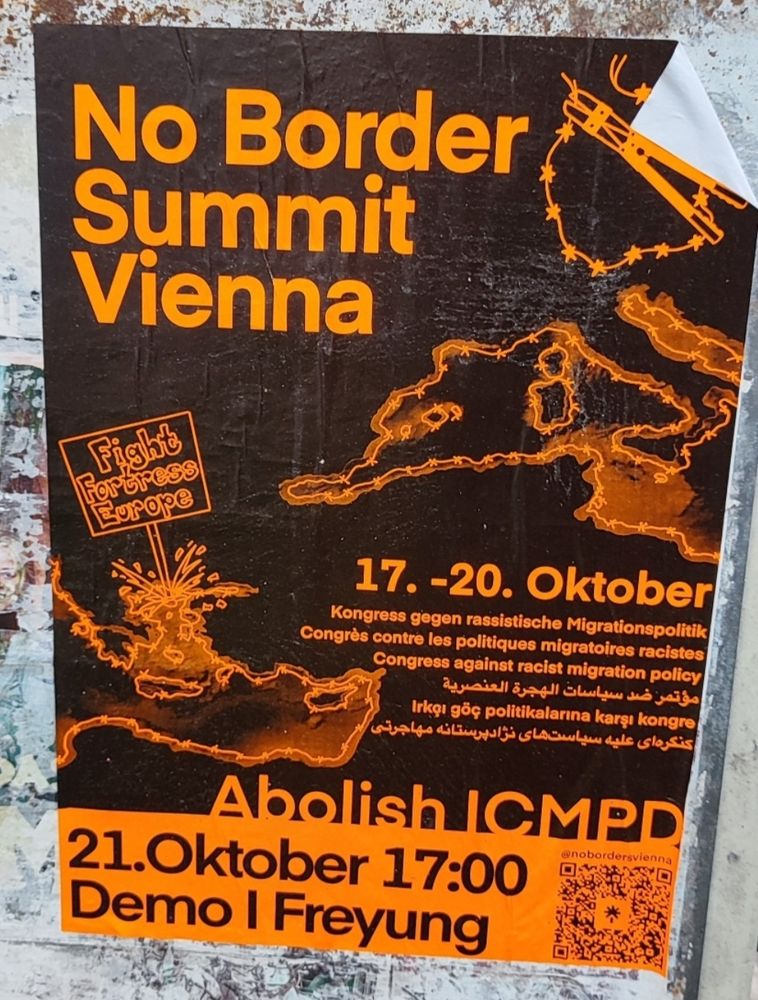 No Border
Summit
Vienna
Fight
Fortress
Europe
17. -20. Oktober
Kongress gegen rassistische Migrationspolitik
Congrès contre les politiques migratoires racistes
Congress against racist migration policy
مؤتمر ضد سياسات الهجرة العنصرية
Irkçı göç politikalarına karşı kongre
کنگره‌ای علیه سیاست‌های نژادپرستانه مهاجرتی
Abolish ICMPD
21.Oktober 17:00
Demo I Freyung
@nobordersvienna